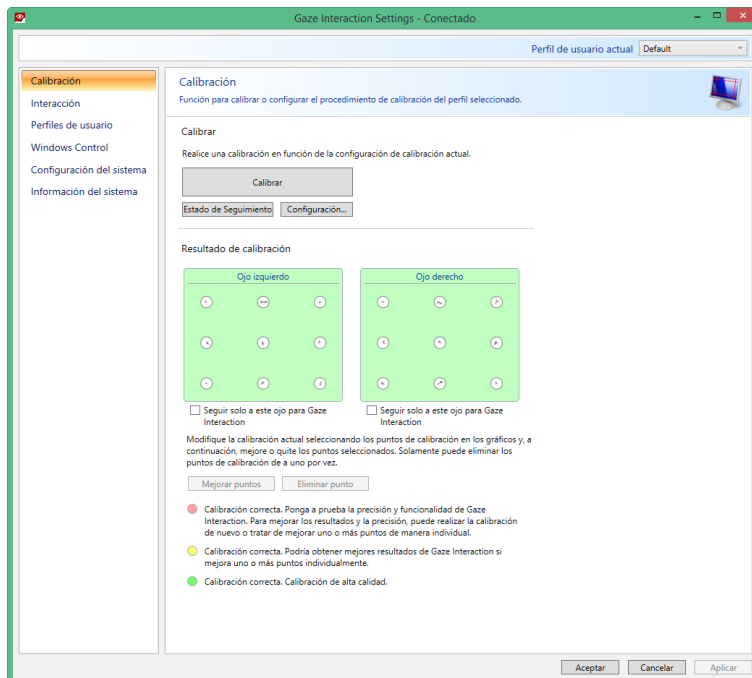 Gaze Interaction Settings - Conectado
Perfil de usuario actual Default
Calibración
Interacción
Perfiles de usuario
Windows Control
Configuración del sistema
Información del sistema
Calibración
Función para calibrar o configurar el procedimiento de calibración del perfil seleccionado.
Calibrar
Realice una calibración en función de la configuración de calibración actual.
Calibrar
Estado de Seguimiento Configuración...
Resultado de calibración
Ojo izquierdo Ojo derecho
Seguir solo a este ojo para Gaze
Interaction
Seguir solo a este ojo para Gaze
Interaction
Modifique la calibración actual seleccionando los puntos de calibración en los gráficos y, a
continuación, mejore o quite los puntos seleccionados. Solamente puede eliminar los
puntos de calibración de a uno por vez.
Mejorar puntos Eliminar punto
Calibración correcta. Ponga a prueba la precisión y funcionalidad de Gaze
Interaction. Para mejorar los resultados y la precisión, puede realizar la calibración
de nuevo o tratar de mejorar uno o más puntos de manera individual.
Calibración correcta. Podría obtener mejores resultados de Gaze Interaction si
mejora uno o más puntos individualmente.
Calibración correcta. Calibración de alta calidad.
Aceptar Cancelar Aplicar